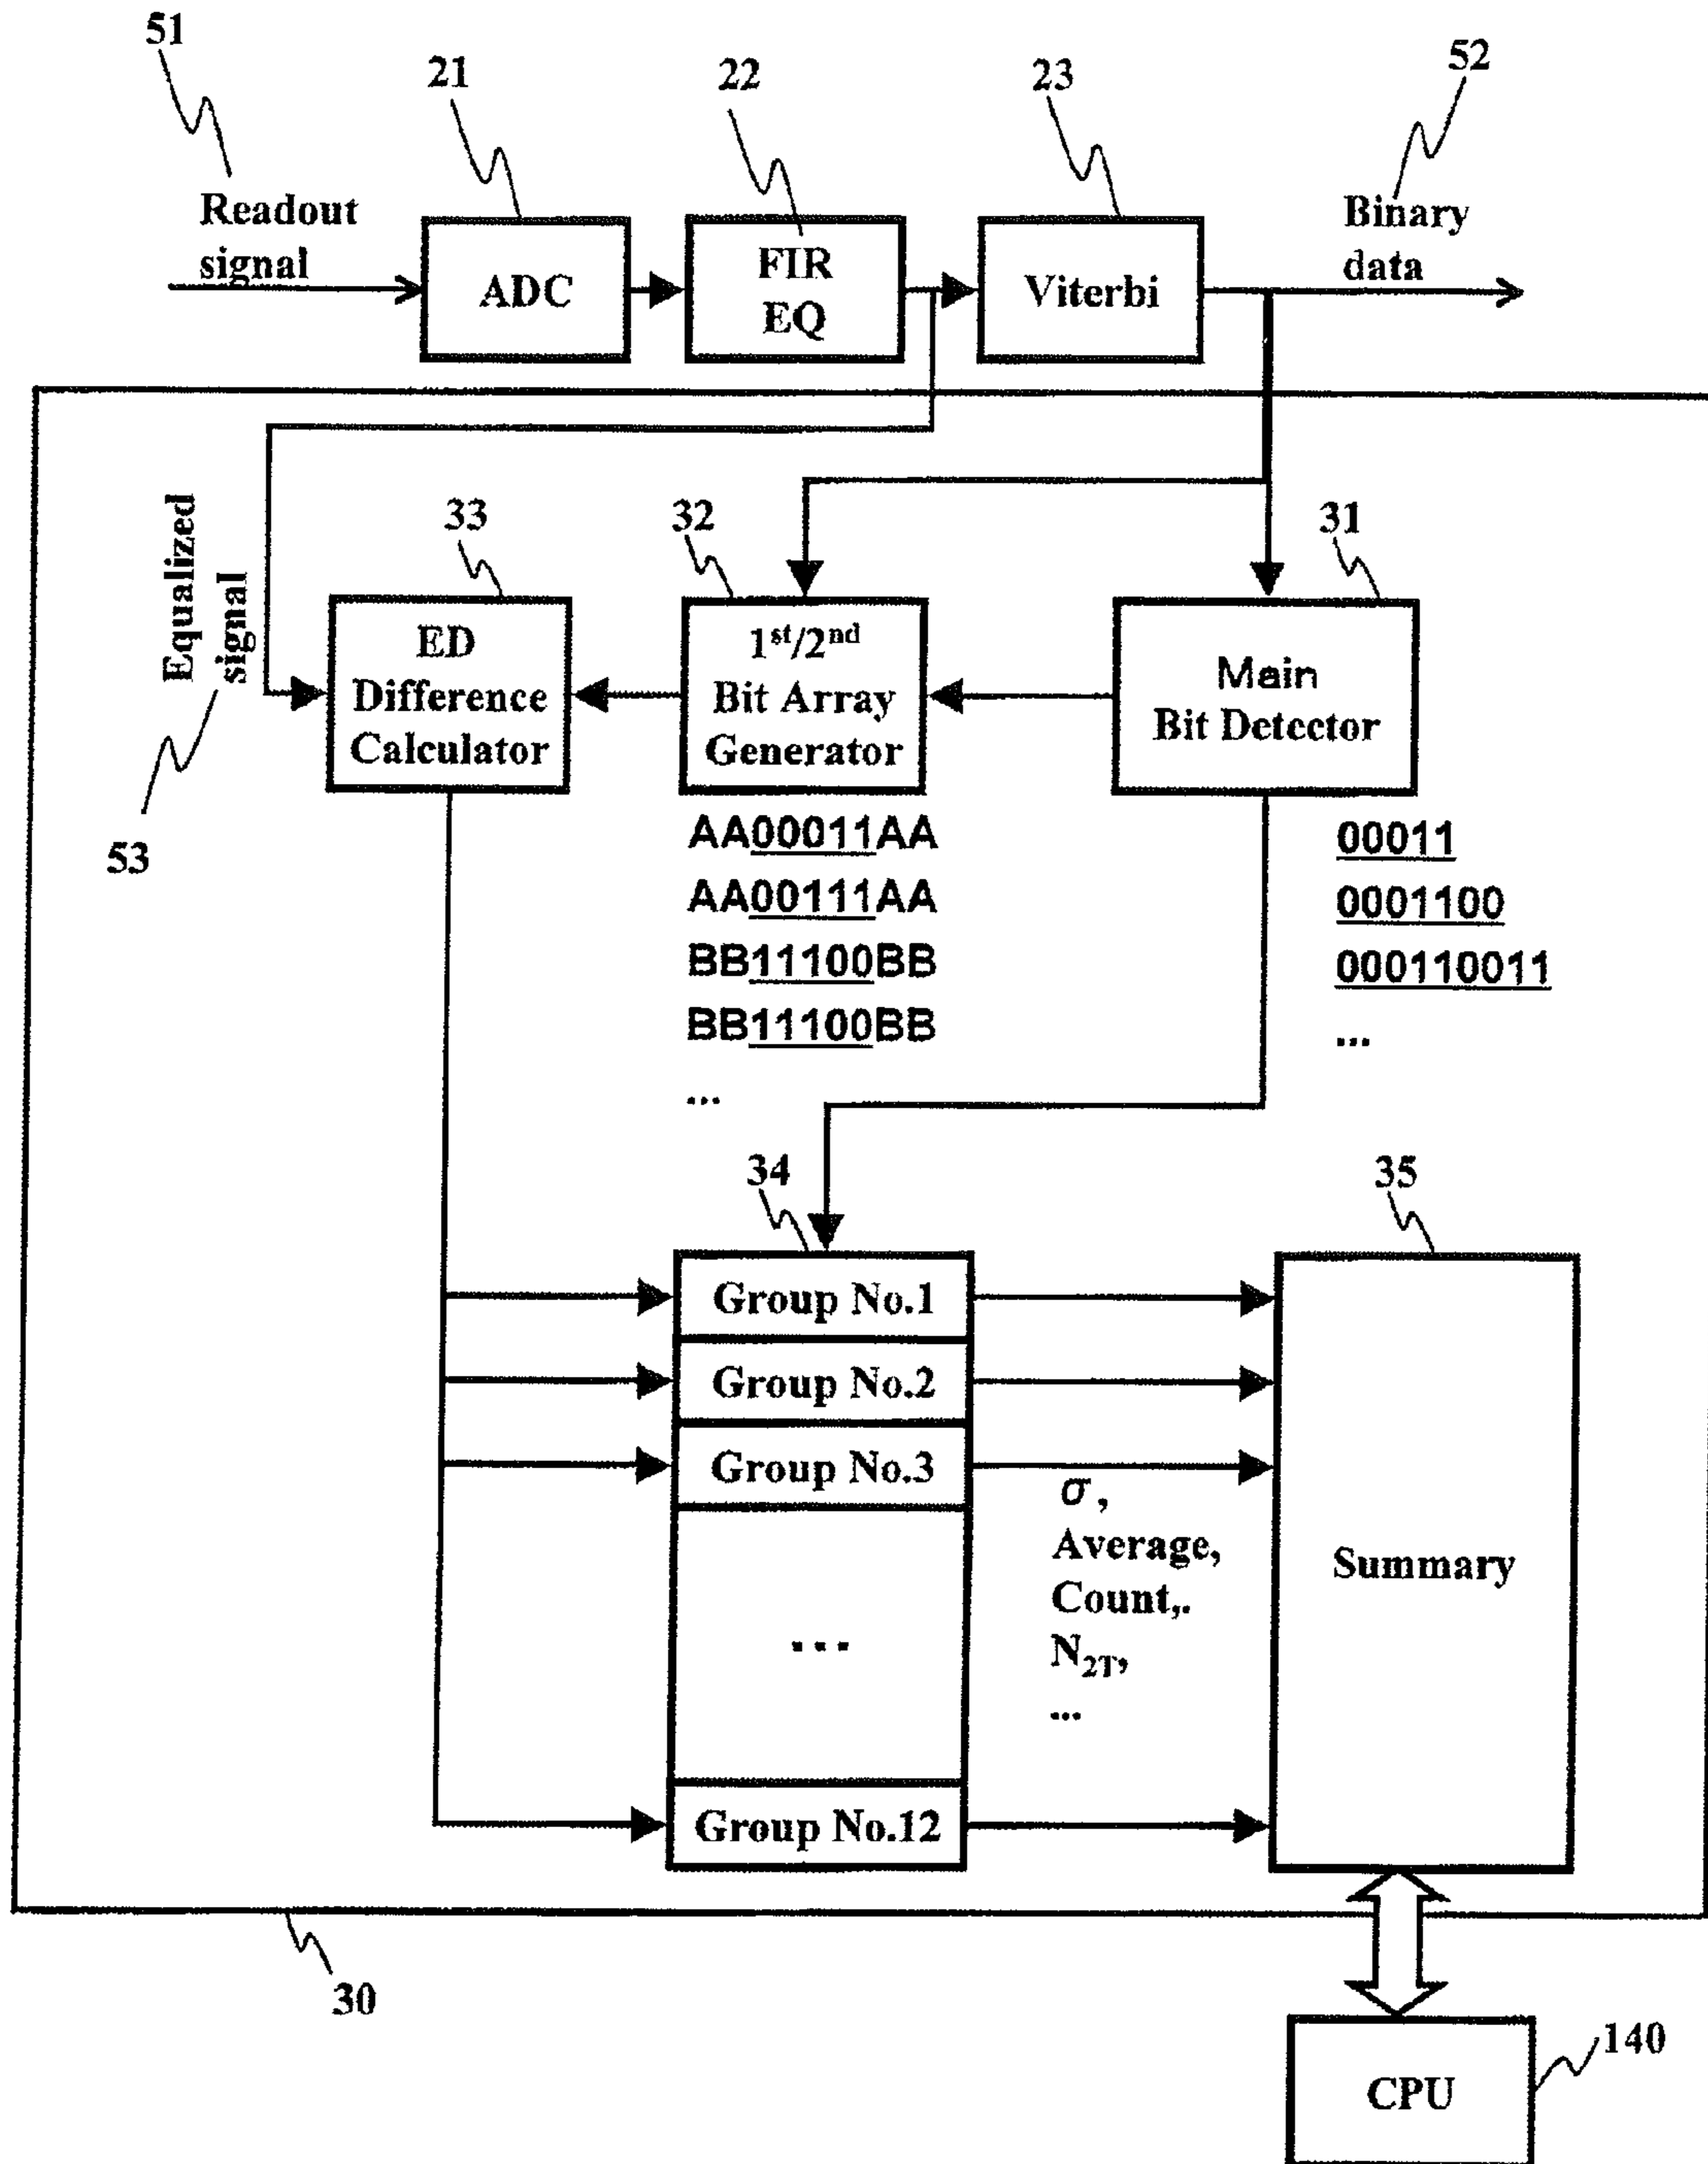 51
52
21
22
23
Readout
signal
ADC
FIR
EQ
Viterbi
Binary
data
Equalized
signal
53
33
32
31
ED
Difference
Calculator
1st/2nd
Bit Array
Generator
Main
Bit Detector
AA00011AA
AA00111AA
BB11100BB
BB11100BB
...
00011
0001100
000110011
...
34
35
Group No.1
Group No.2
Group No.3
...
Group No.12
σ,
Average,
Count,.
N2T,
...
Summary
30
140
CPU